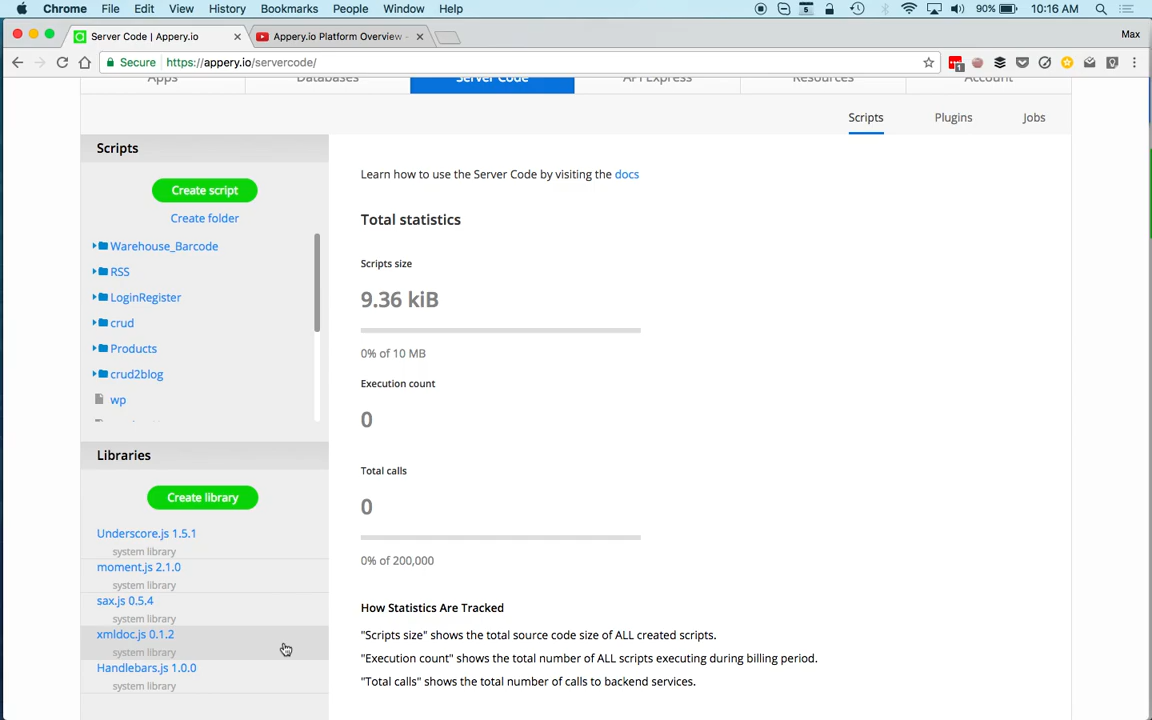 Chrome File Edit View History Bookmarks People Window Help 5 90% 10:16 AM
Server Code | Appery.io
Appery.io Platform Overview -
Max
Secure https://appery.io/servercode/
1
Apps Databases Server Code API Express Resources Account
Scripts Plugins Jobs
Scripts
Create script
Create folder
Warehouse_Barcode
RSS
LoginRegister
crud
Products
crud2blog
wp
Libraries
Create library
Underscore.js 1.5.1
system library
moment.js 2.1.0
system library
sax.js 0.5.4
system library
xmldoc.js 0.1.2
system library
Handlebars.js 1.0.0
system library
Learn how to use the Server Code by visiting the docs
Total statistics
Scripts size
9.36 kiB
0% of 10 MB
Execution count
0
Total calls
0
0% of 200,000
How Statistics Are Tracked
"Scripts size" shows the total source code size of ALL created scripts.
"Execution count" shows the total number of ALL scripts executing during billing period.
"Total calls" shows the total number of calls to backend services.